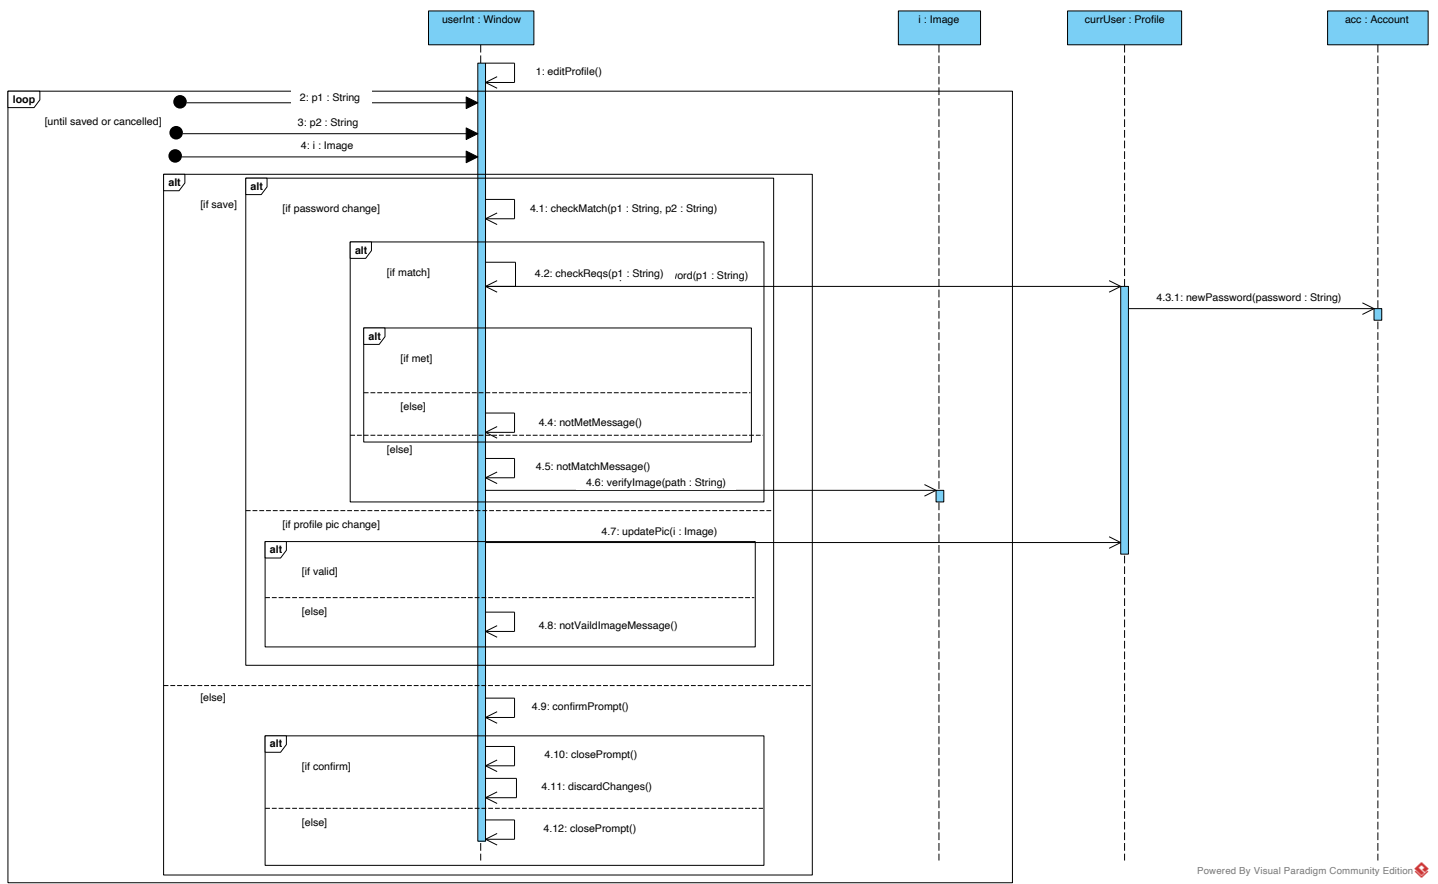 userInt : Window
i : Image
currUser : Profile
acc : Account
1: editProfile()
loop
2: p1 : String
[until saved or cancelled]
3: p2 : String
4: i : Image
alt
alt
[if save]
[if password change]
4.1: checkMatch(p1 : String, p2 : String)
alt
[if match]
4.2: checkReqs(p1 : String)
(p1 : String)
4.3.1: newPassword(password : String)
alt
[if met]
[else]
4.4: notMetMessage()
[else]
4.5: notMatchMessage()
4.6: verifyImage(path : String)
[if profile pic change]
4.7: updatePic(i : Image)
alt
[if valid]
[else]
4.8: notVaildImageMessage()
[else]
4.9: confirmPrompt()
alt
4.10: closePrompt()
[if confirm]
4.11: discardChanges()
[else]
4.12: closePrompt()
Powered By Visual Paradigm Community Edition